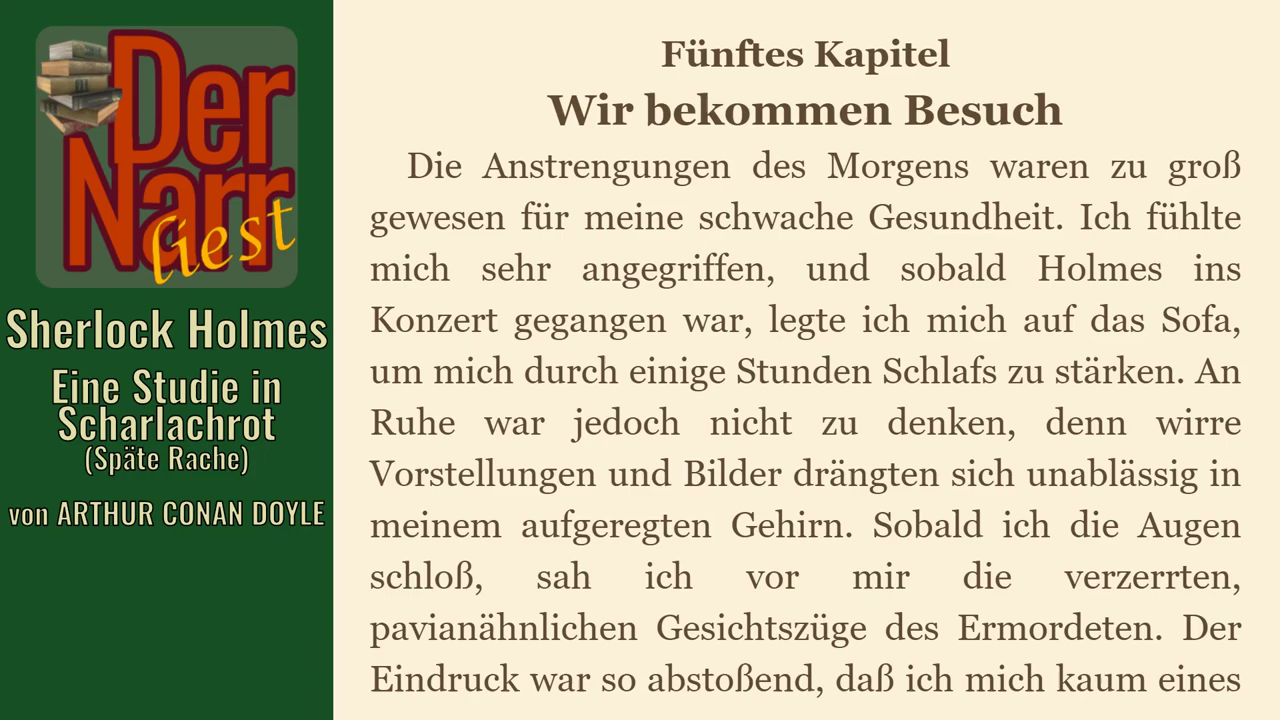 Der
Narr
liest
Sherlock Holmes
Eine Studie in
Scharlachrot
(Späte Rache)
von ARTHUR CONAN DOYLE
Fünftes Kapitel
Wir bekommen Besuch
Die Anstrengungen des Morgens waren zu groß
gewesen für meine schwache Gesundheit. Ich fühlte
mich sehr angegriffen, und sobald Holmes ins
Konzert gegangen war, legte ich mich auf das Sofa,
um mich durch einige Stunden Schlafs zu stärken. An
Ruhe war jedoch nicht zu denken, denn wirre
Vorstellungen und Bilder drängten sich unablässig in
meinem aufgeregten Gehirn. Sobald ich die Augen
schloß, sah ich vor mir die verzerrten,
pavianähnlichen Gesichtszüge des Ermordeten. Der
Eindruck war so abstoßend, daß ich mich kaum eines